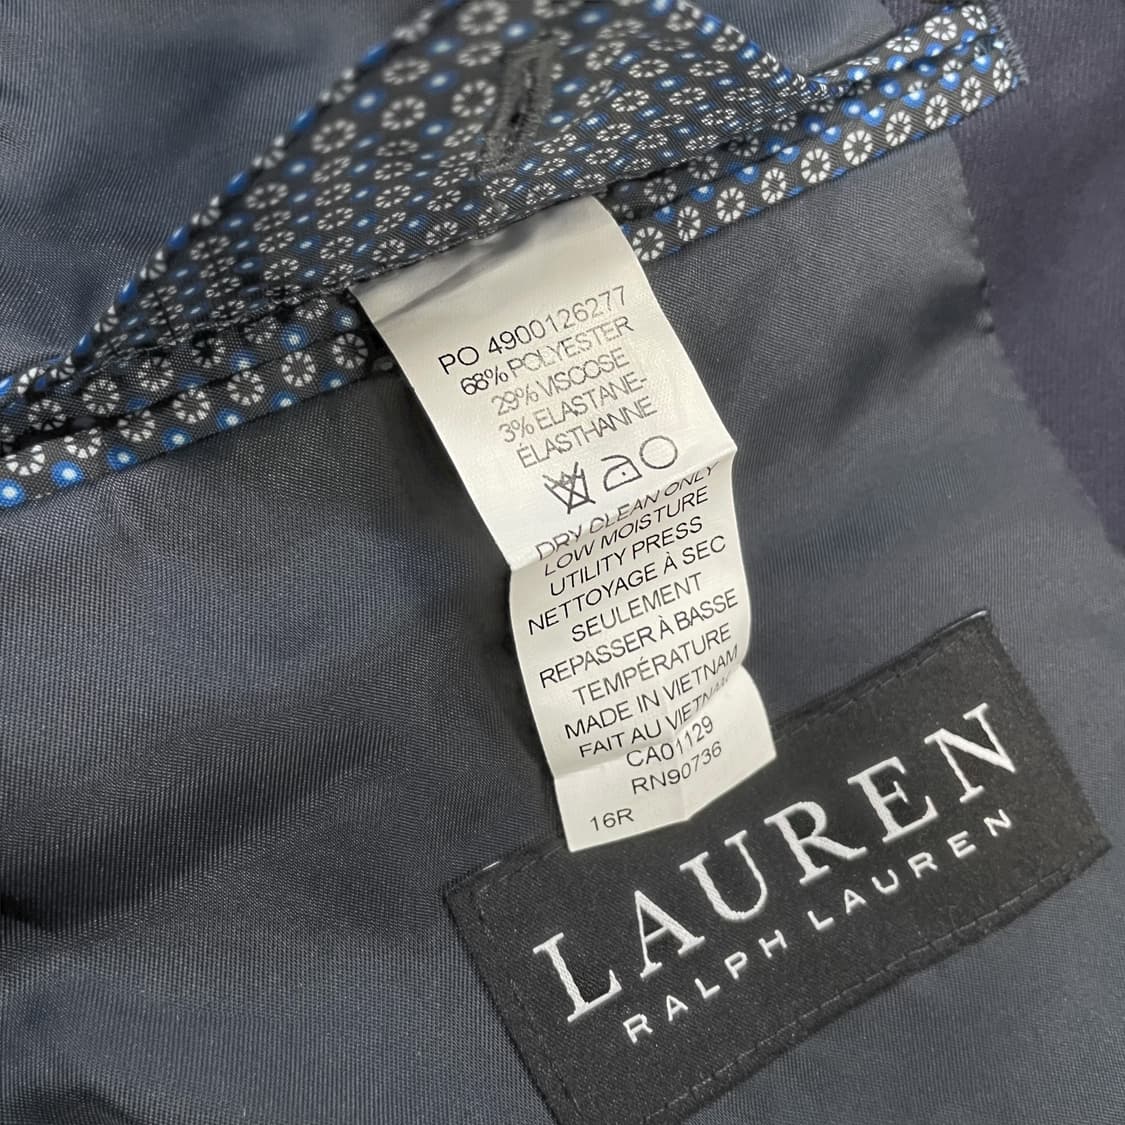 PO 4900126277
68% POLYESTER
29% VISCOSE
3% ELASTANE-
ÉLASTHANNE
DRY CLEAN ONLY
LOW MOISTURE
UTILITY PRESS
NETTOYAGE À SEC
SEULEMENT
REPASSER À BASSE
TEMPÉRATURE
MADE IN VIETNAM
FAIT AU VIETNAM
CA01129
RN90736
16R
LAUREN
RALPH LAUREN